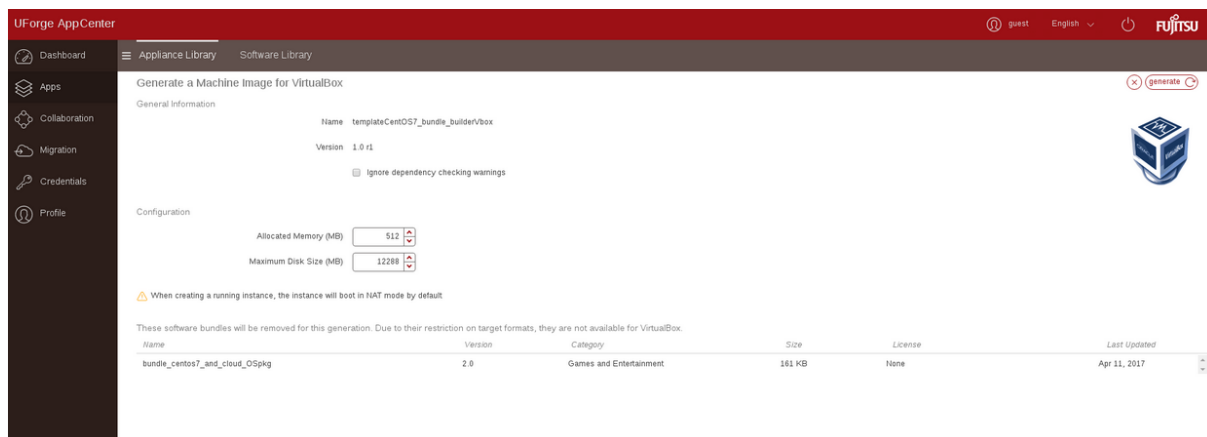 UForge AppCenter
guest English
FUJITSU
Dashboard
Apps
Collaboration
Migration
Credentials
Profile
Appliance Library Software Library
Generate a Machine Image for VirtualBox
generate
General Information
Name templateCentOS7_bundle_builderVbox
Version 1.0 r1
Ignore dependency checking warnings
VirtualBox
Configuration
Allocated Memory (MB) 512
Maximum Disk Size (MB) 12288
When creating a running instance, the instance will boot in NAT mode by default
These software bundles will be removed for this generation. Due to their restriction on target formats, they are not available for VirtualBox.
Name Version Category Size License Last Updated
bundle_centos7_and_cloud_OSpkg 2.0 Games and Entertainment 161 KB None Apr 11, 2017